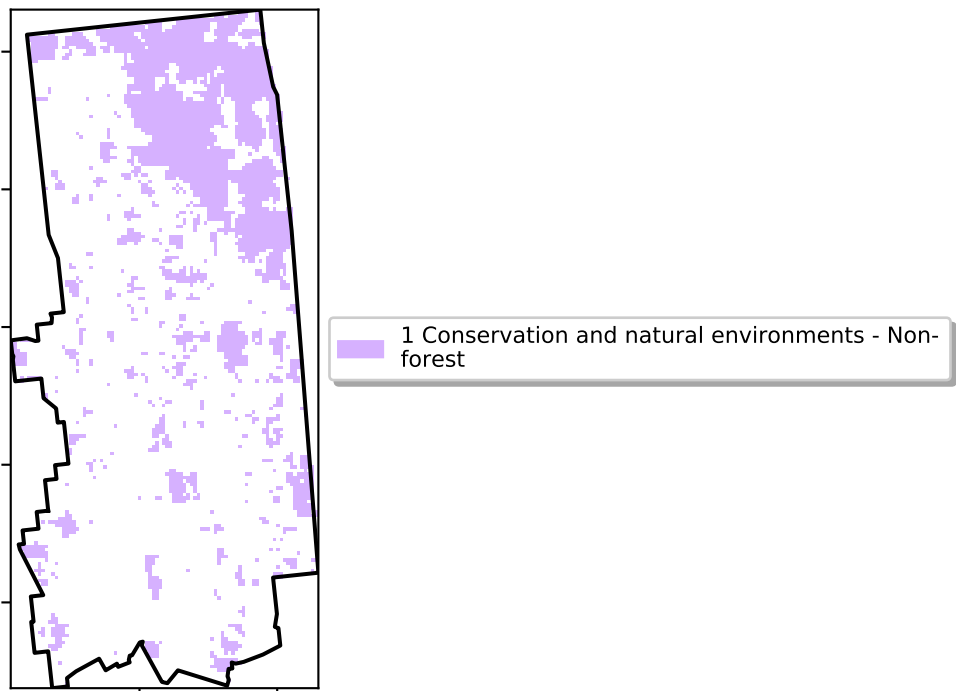 1 Conservation and natural environments - Non-
forest